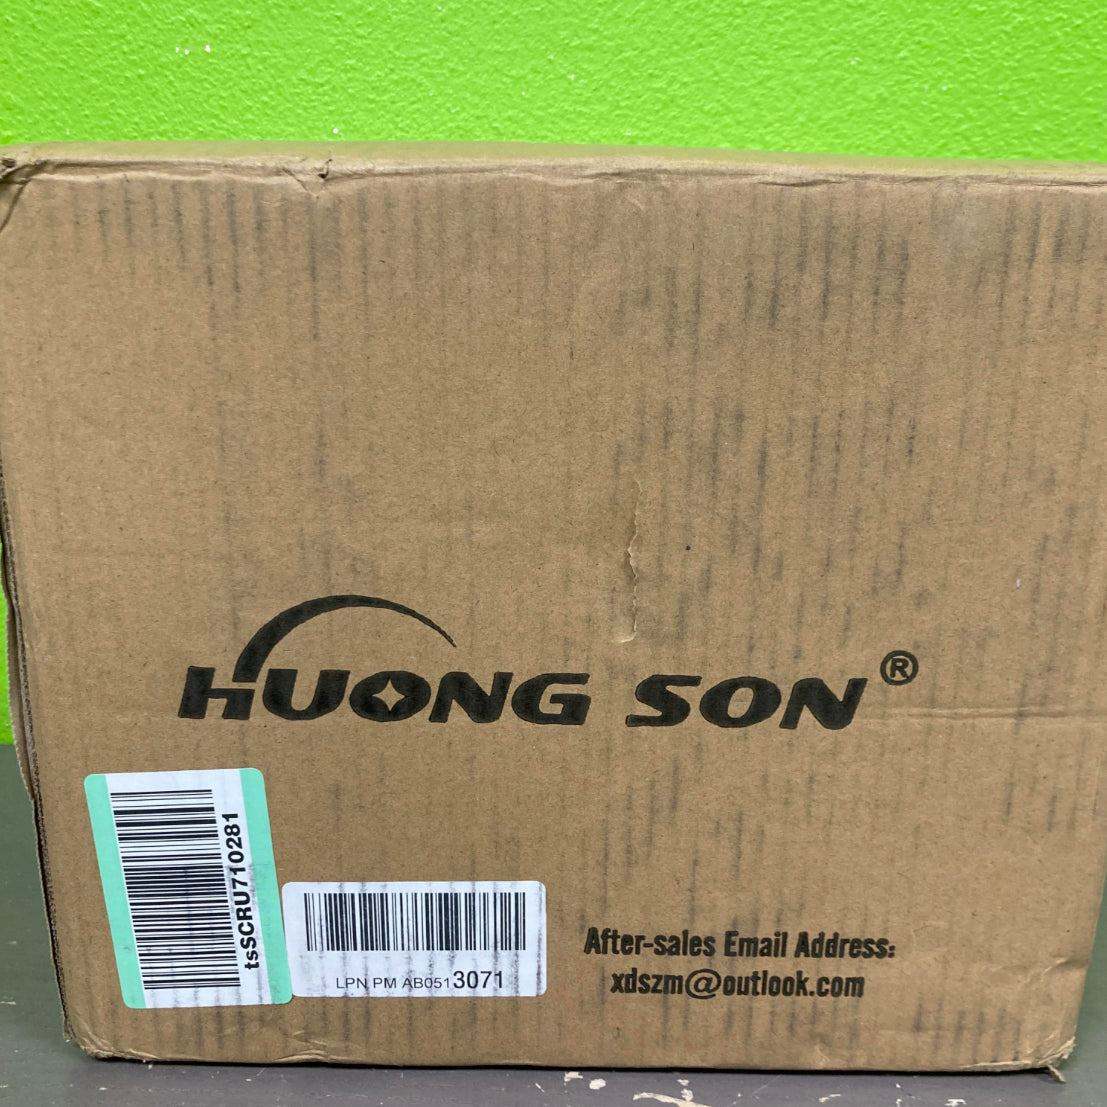 HUONG SON®
tsSCRU710281
LPN PM AB0513071
After-sales Email Address:
xdszm@outlook.com